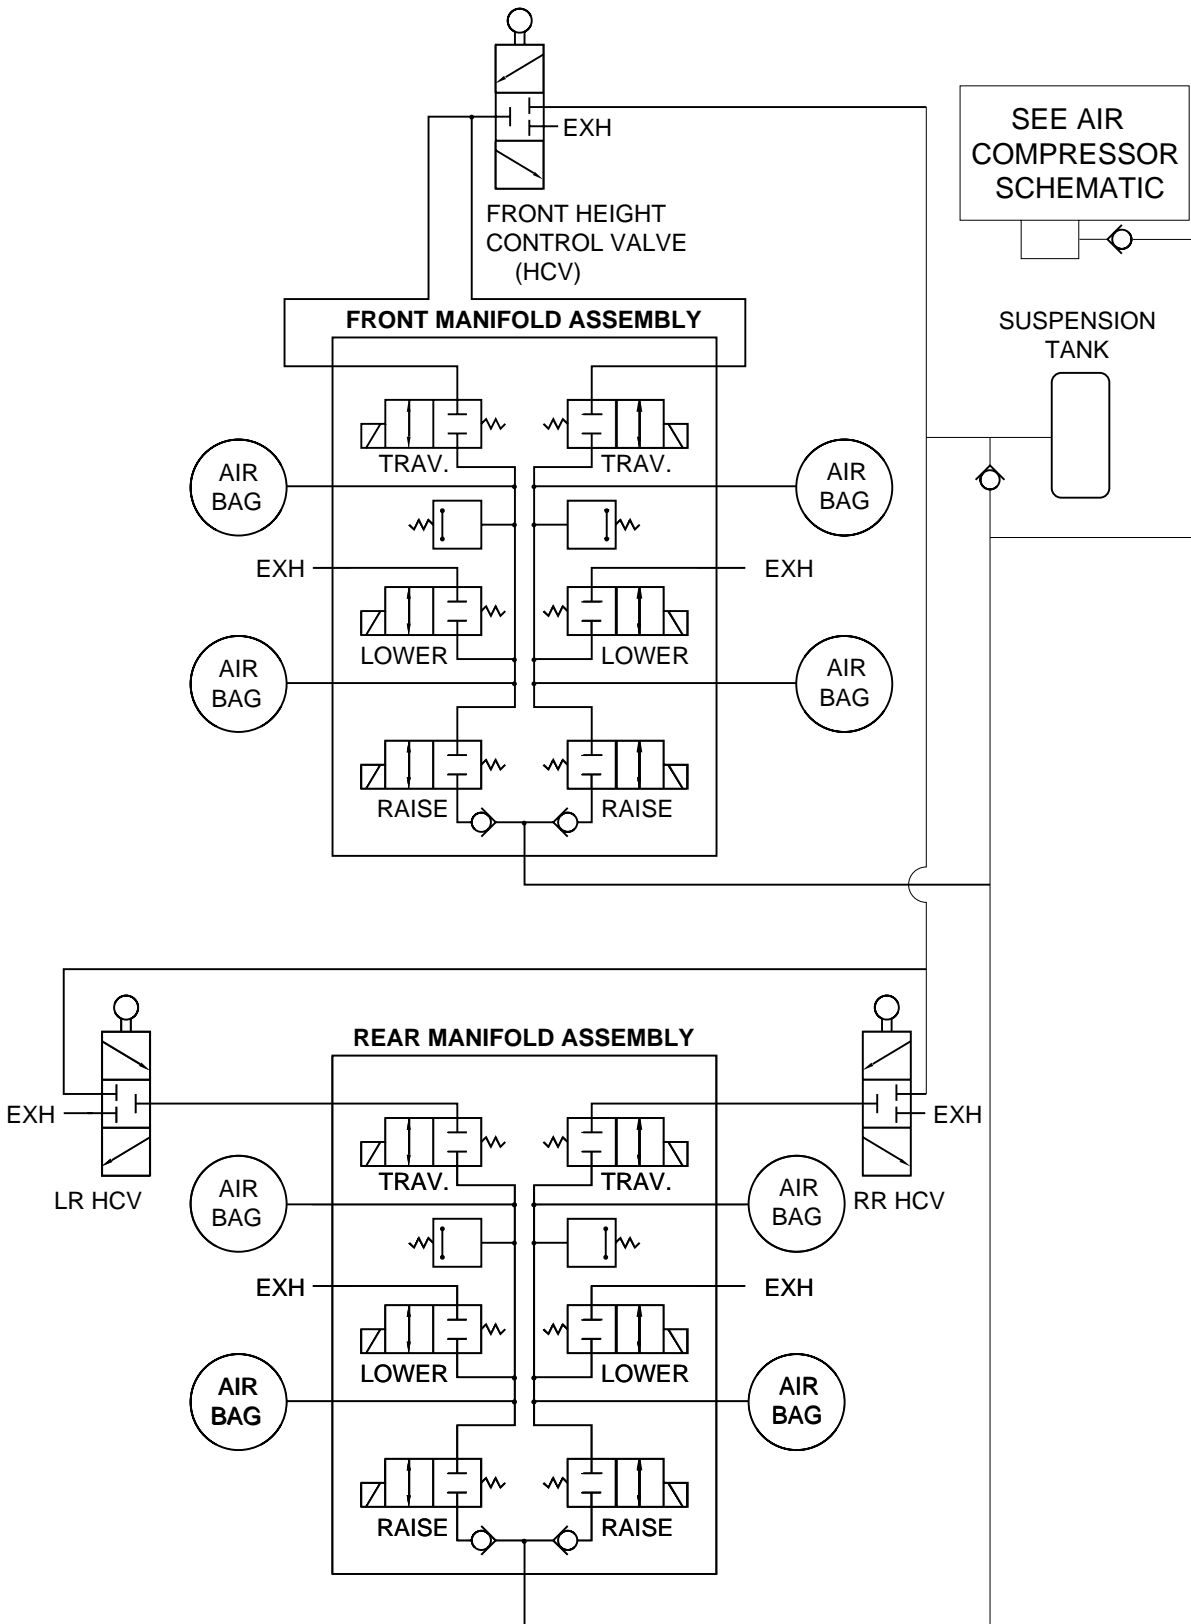 EXH
SEE AIR
COMPRESSOR
SCHEMATIC
FRONT HEIGHT
CONTROL VALVE
(HCV)
FRONT MANIFOLD ASSEMBLY
SUSPENSION
TANK
TRAV.
TRAV.
AIR
BAG
AIR
BAG
EXH
EXH
LOWER
LOWER
AIR
BAG
AIR
BAG
RAISE
RAISE
REAR MANIFOLD ASSEMBLY
EXH
EXH
LR HCV
TRAV.
TRAV.
RR HCV
AIR
BAG
AIR
BAG
EXH
EXH
LOWER
LOWER
AIR
BAG
AIR
BAG
RAISE
RAISE